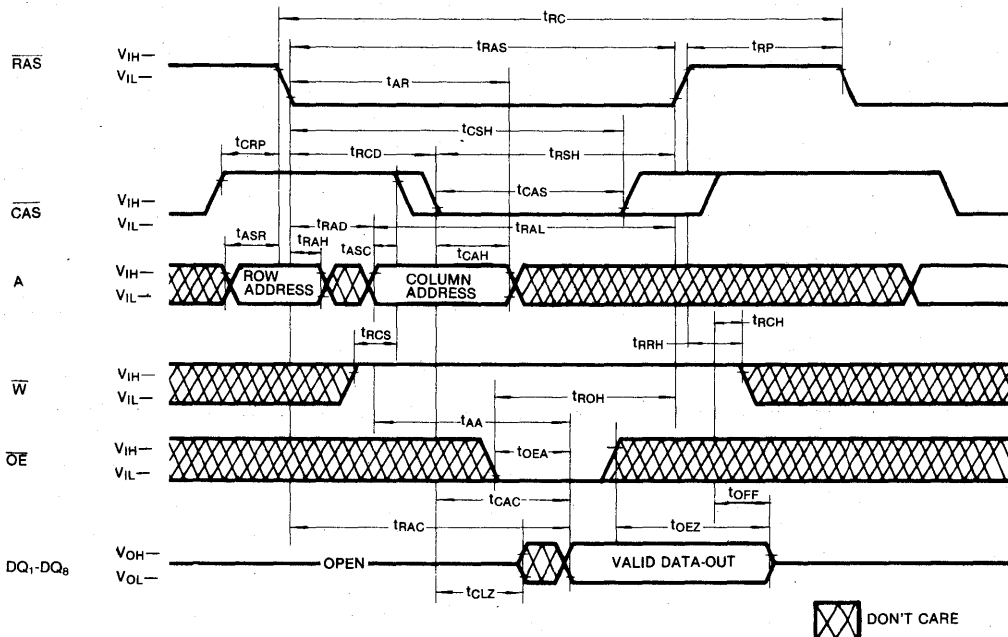 tRC
RAS
VIH—
VIL—
tRAS
tRP
tAR
tCSH
tCRP
tRCD
tRSH
CAS
VIH—
VIL—
tCAS
tRAD
tRAL
tASR
tRAH
tASC
tCAH
A
VIH—
VIL—
ROW ADDRESS
COLUMN ADDRESS
tRCS
tRCH
tRRH
W
VIH—
VIL—
tROH
tAA
OE
VIH—
VIL—
tOEA
tCAC
tOFF
tRAC
tOEZ
DQ1-DQ8
VOH—
VOL—
OPEN
VALID DATA-OUT
tCLZ
DON'T CARE